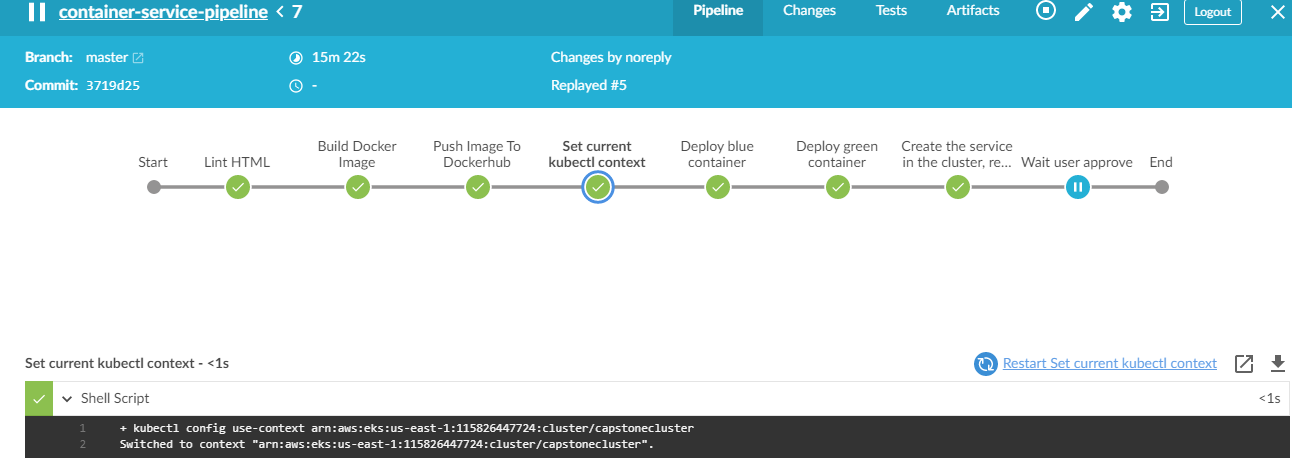 container-service-pipeline < 7
Pipeline Changes Tests Artifacts Logout
Branch: master 15m 22s Changes by noreply
Commit: 3719d25 - Replayed #5
Start Lint HTML Build Docker Image Push Image To Dockerhub Set current kubectl context Deploy blue container Deploy green container Create the service in the cluster, re... Wait user approve End
Set current kubectl context - <1s Restart Set current kubectl context
Shell Script <1s
1 + kubectl config use-context arn:aws:eks:us-east-1:115826447724:cluster/capstonecluster
2 Switched to context "arn:aws:eks:us-east-1:115826447724:cluster/capstonecluster".